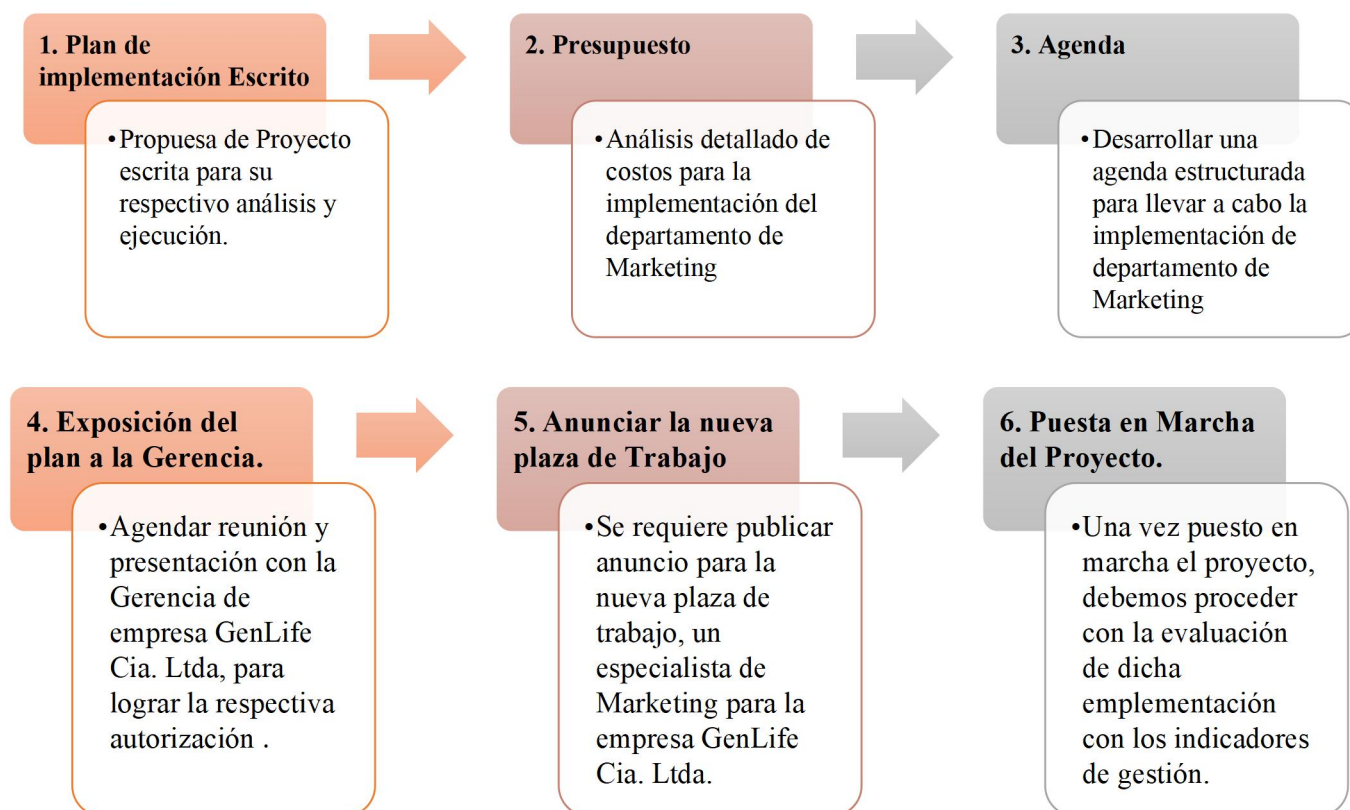 1. Plan de
implementación Escrito
•Propuesa de Proyecto
escrita para su
respectivo análisis y
ejecución.
2. Presupuesto
•Análisis detallado de
costos para la
implementación del
departamento de
Marketing
3. Agenda
•Desarrollar una
agenda estructurada
para llevar a cabo la
implementación de
departamento de
Marketing
4. Exposición del
plan a la Gerencia.
•Agendar reunión y
presentación con la
Gerencia de
empresa GenLife
Cia. Ltda, para
lograr la respectiva
autorización .
5. Anunciar la nueva
plaza de Trabajo
•Se requiere publicar
anuncio para la
nueva plaza de
trabajo, un
especialista de
Marketing para la
empresa GenLife
Cia. Ltda.
6. Puesta en Marcha
del Proyecto.
•Una vez puesto en
marcha el proyecto,
debemos proceder
con la evaluación
de dicha
emplementación
con los indicadores
de gestión.